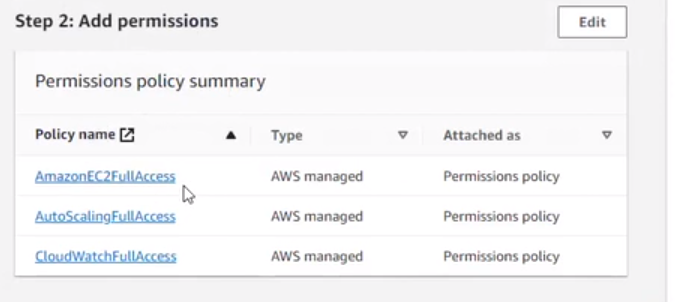 Step 2: Add permissions
Edit
Permissions policy summary
Policy name Type Attached as
AmazonEC2FullAccess AWS managed Permissions policy
AutoScalingFullAccess AWS managed Permissions policy
CloudWatchFullAccess AWS managed Permissions policy